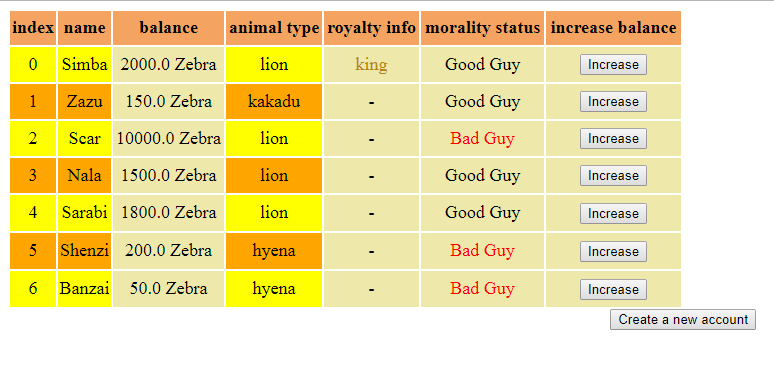 index name balance animal type royalty info morality status increase balance
0 Simba 2000.0 Zebra lion king Good Guy Increase
1 Zazu 150.0 Zebra kakadu - Good Guy Increase
2 Scar 10000.0 Zebra lion - Bad Guy Increase
3 Nala 1500.0 Zebra lion - Good Guy Increase
4 Sarabi 1800.0 Zebra lion - Good Guy Increase
5 Shenzi 200.0 Zebra hyena - Bad Guy Increase
6 Banzai 50.0 Zebra hyena - Bad Guy Increase
Create a new account